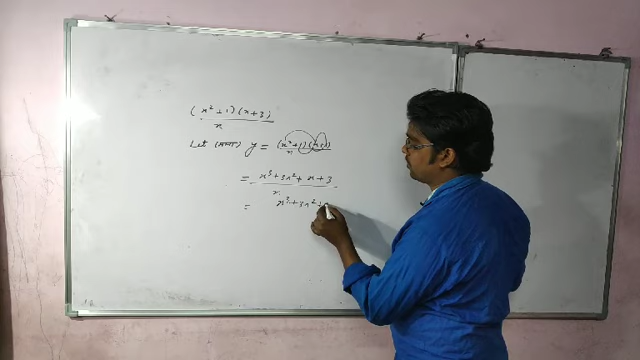 (x² + 1) (x + 3)
x
Let (माना) y = (x² + 1) (x + 3)
x
= x³ + 3x² + x + 3
x
= x³ + 3x² +